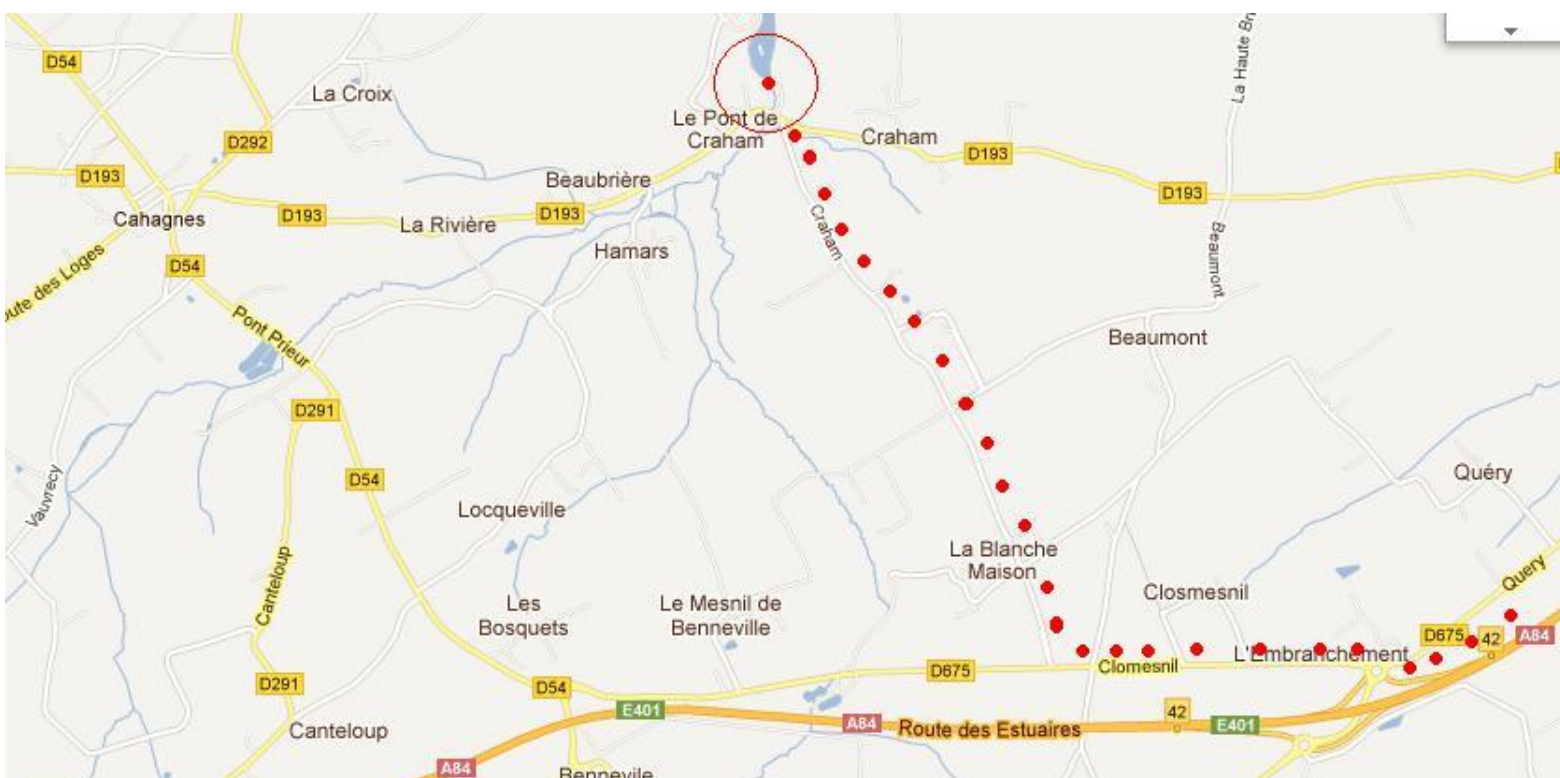 La Haute Br
D54
La Croix
Le Pont de
Craham
Craham
D292
D193
D193
Beaubrière
D193
D193
D193
Cahagnes
La Rivière
Craham
Beaumont
Hamars
D54
oute des Loges
Pont Prieur
Beaumont
D291
Vauvrecy
D54
Quéry
Locqueville
La Blanche
Maison
Canteloup
Closmesnil
Query
Les
Bosquets
Le Mesnil de
Benneville
D675
42
A84
L'Embranchement
Clomesnil
D675
D291
D54
E401
42
Canteloup
A84
Route des Estuaires
E401
A84
Bennevile